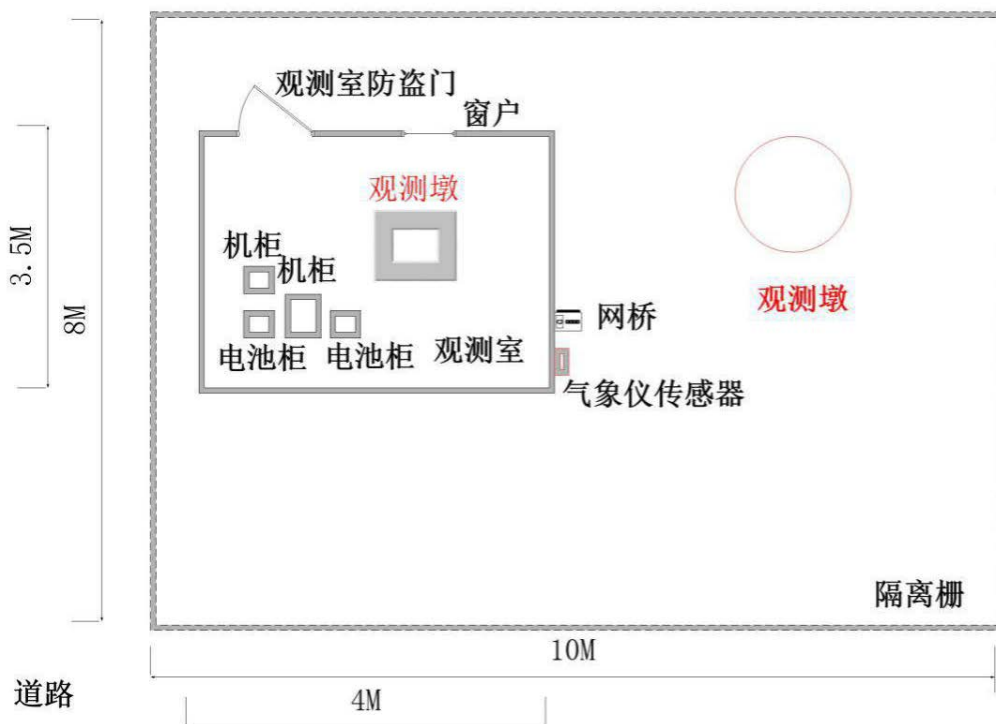 观测室防盗门
窗户
观测墩
3.5M
机柜
机柜
8M
观测墩
网桥
电池柜
电池柜
观测室
气象仪传感器
隔离栅
10M
道路
4M